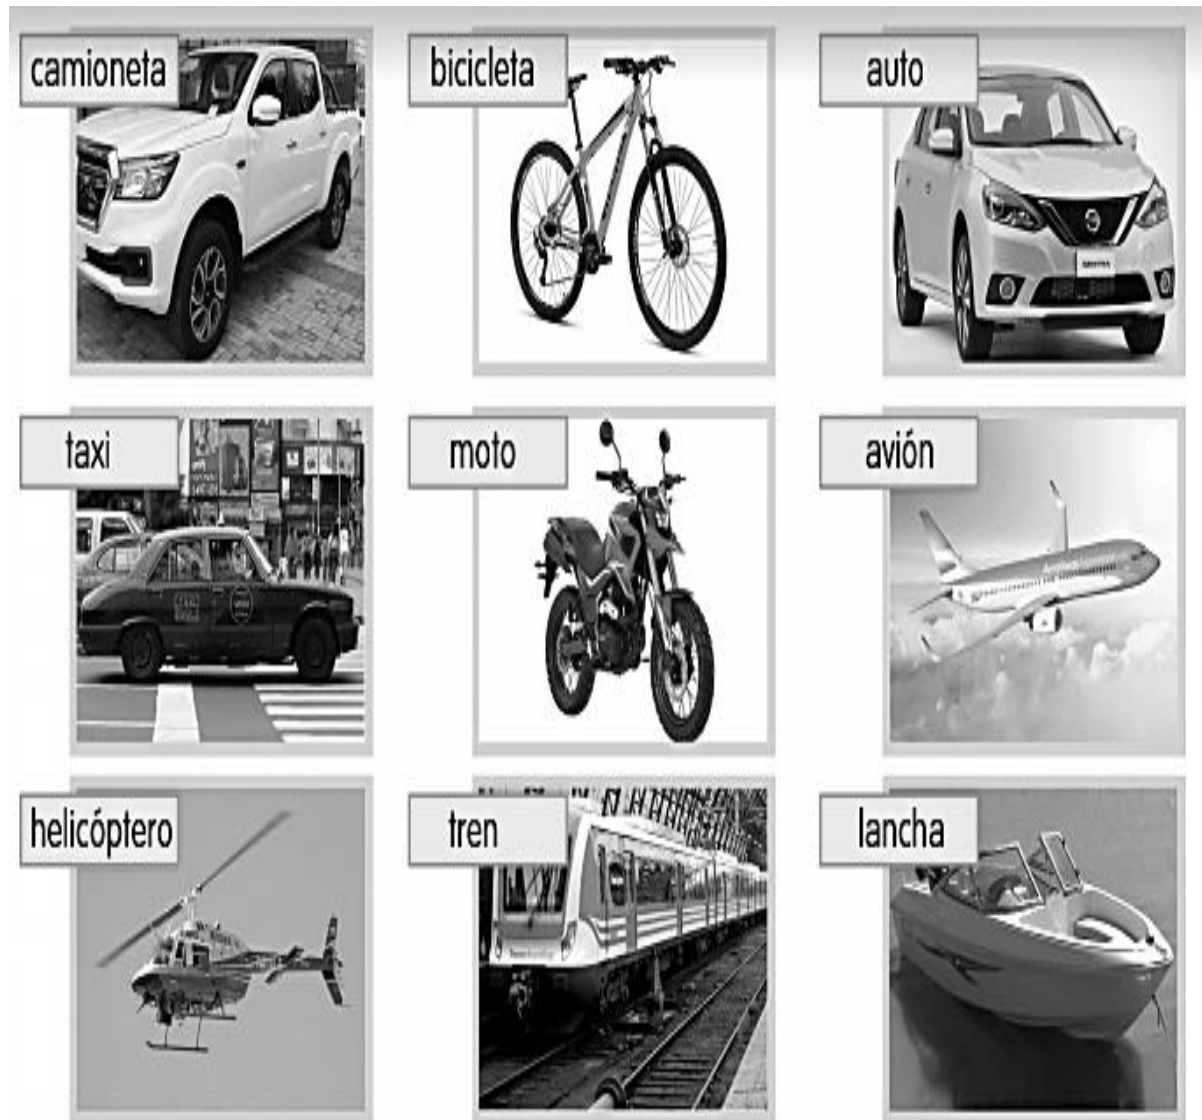 camioneta
bicicleta
auto
taxi
moto
avión
helicóptero
tren
lancha